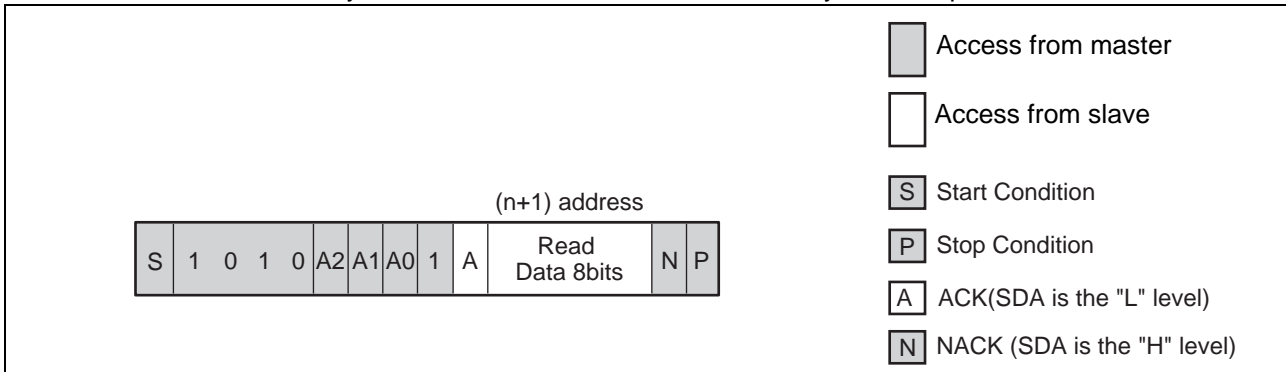 (n+1) address
S 1 0 1 0 A2 A1 A0 1 A Read Data 8bits N P
Access from master
Access from slave
S Start Condition
P Stop Condition
A ACK(SDA is the "L" level)
N NACK (SDA is the "H" level)